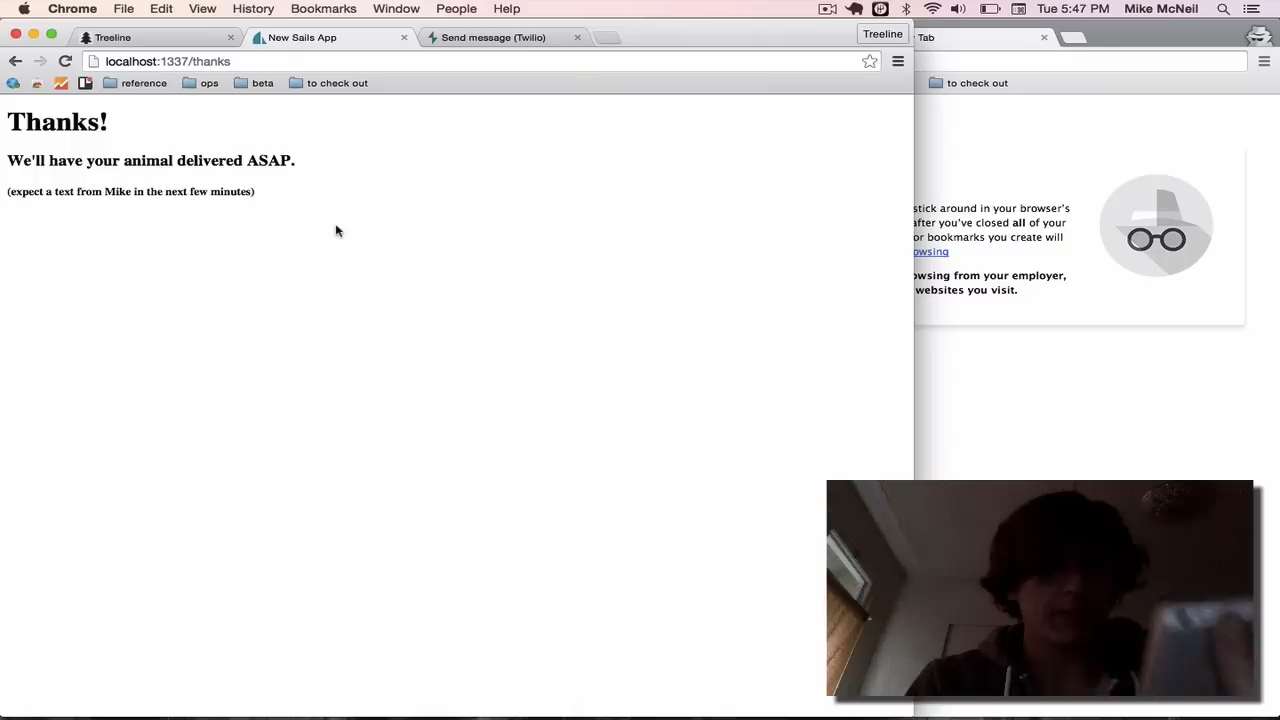 Chrome File Edit View History Bookmarks Window People Help Tue 5:47 PM Mike McNeil
Treeline New Sails App Send message (Twilio) Treeline Tab
localhost:1337/thanks
reference ops beta to check out to check out
Thanks!
We'll have your animal delivered ASAP.
(expect a text from Mike in the next few minutes)
stick around in your browser's
after you've closed all of your
or bookmarks you create will
owsing
owsing from your employer,
websites you visit.